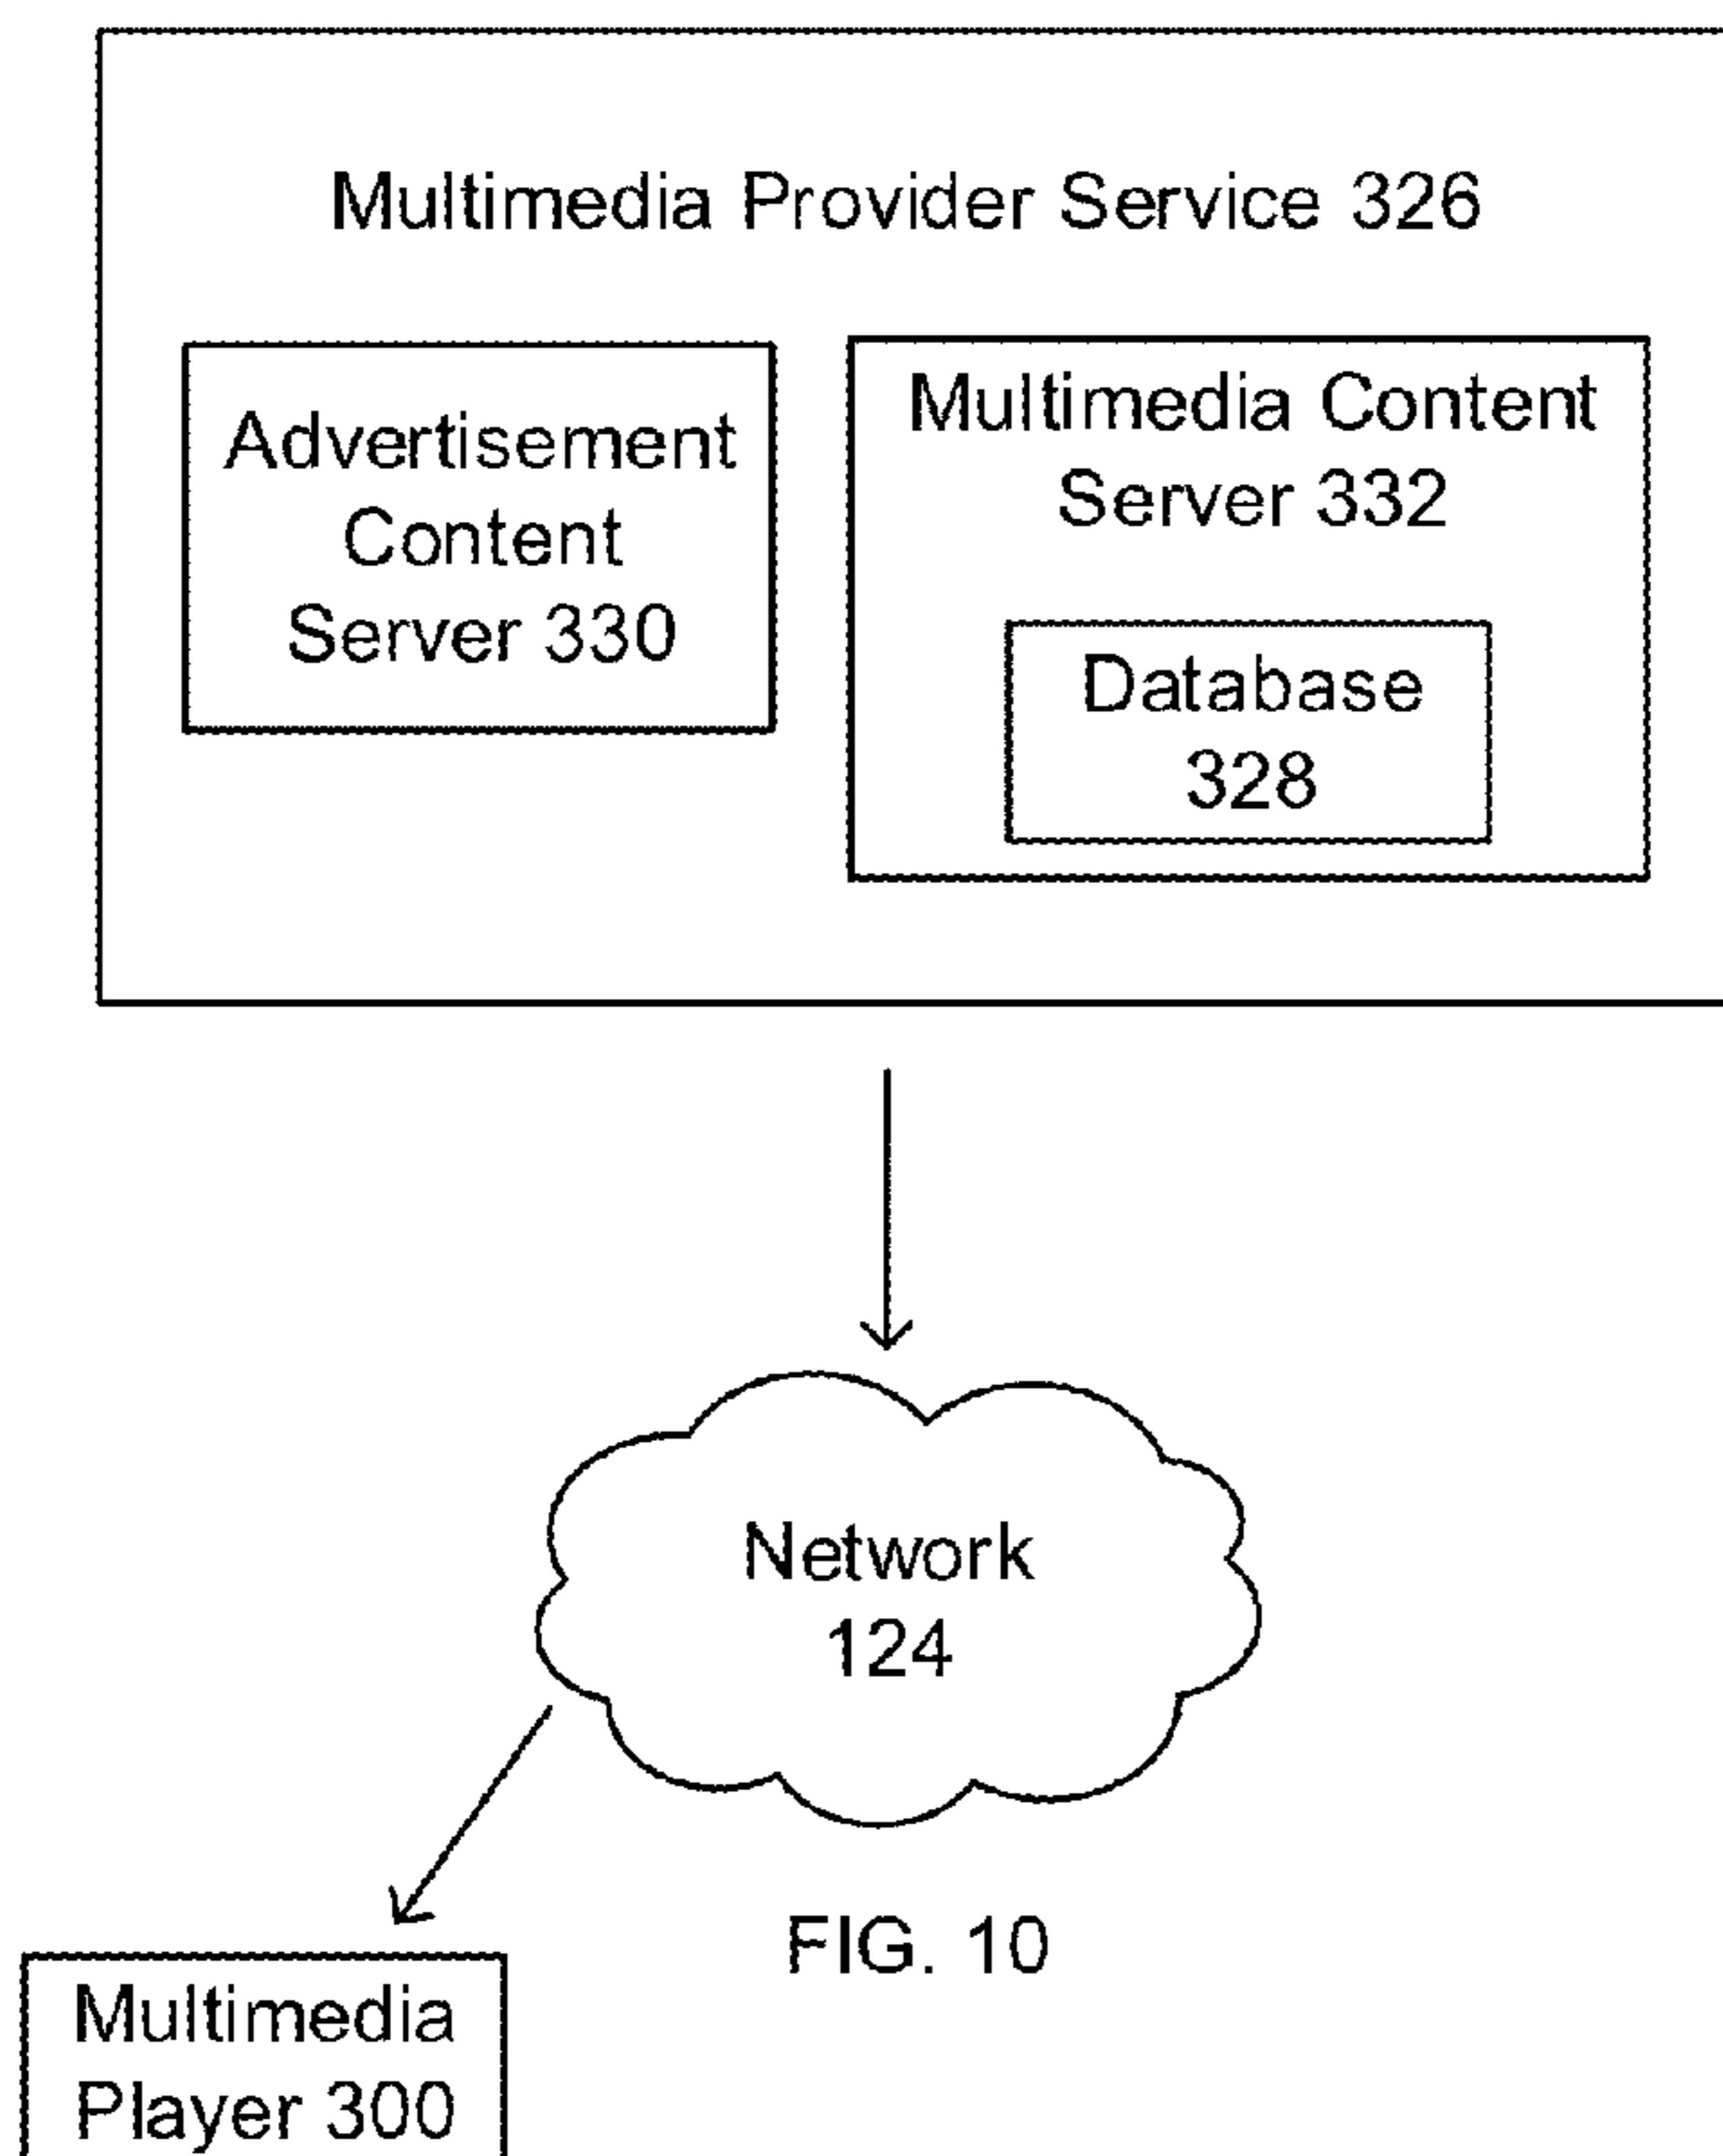 Multimedia Provider Service 326
Advertisement
Content
Server 330
Multimedia Content
Server 332
Database
328
Network
124
FIG. 10
Multimedia
Player 300